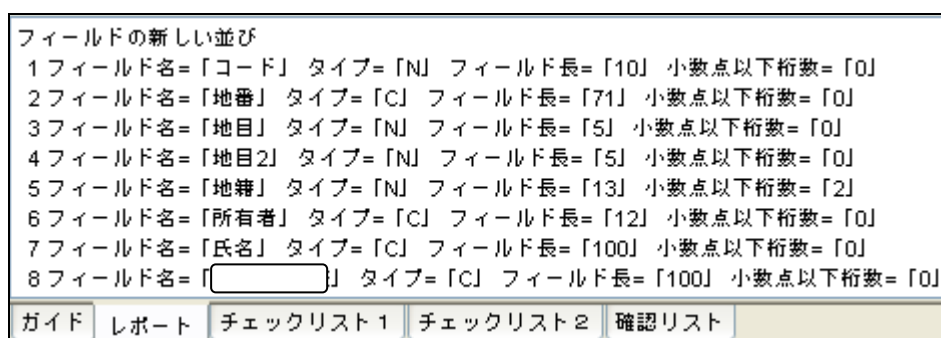 フィールドの新しい並び
1フィールド名=「コード」 タイプ=「N」 フィールド長=「10」 小数点以下桁数=「0」
2フィールド名=「地番」 タイプ=「C」 フィールド長=「71」 小数点以下桁数=「0」
3フィールド名=「地目」 タイプ=「N」 フィールド長=「5」 小数点以下桁数=「0」
4フィールド名=「地目2」 タイプ=「N」 フィールド長=「5」 小数点以下桁数=「0」
5フィールド名=「地籍」 タイプ=「N」 フィールド長=「13」 小数点以下桁数=「2」
6フィールド名=「所有者」 タイプ=「C」 フィールド長=「12」 小数点以下桁数=「0」
7フィールド名=「氏名」 タイプ=「C」 フィールド長=「100」 小数点以下桁数=「0」
8フィールド名=「」 タイプ=「C」 フィールド長=「100」 小数点以下桁数=「0」
ガイド レポート チェックリスト1 チェックリスト2 確認リスト